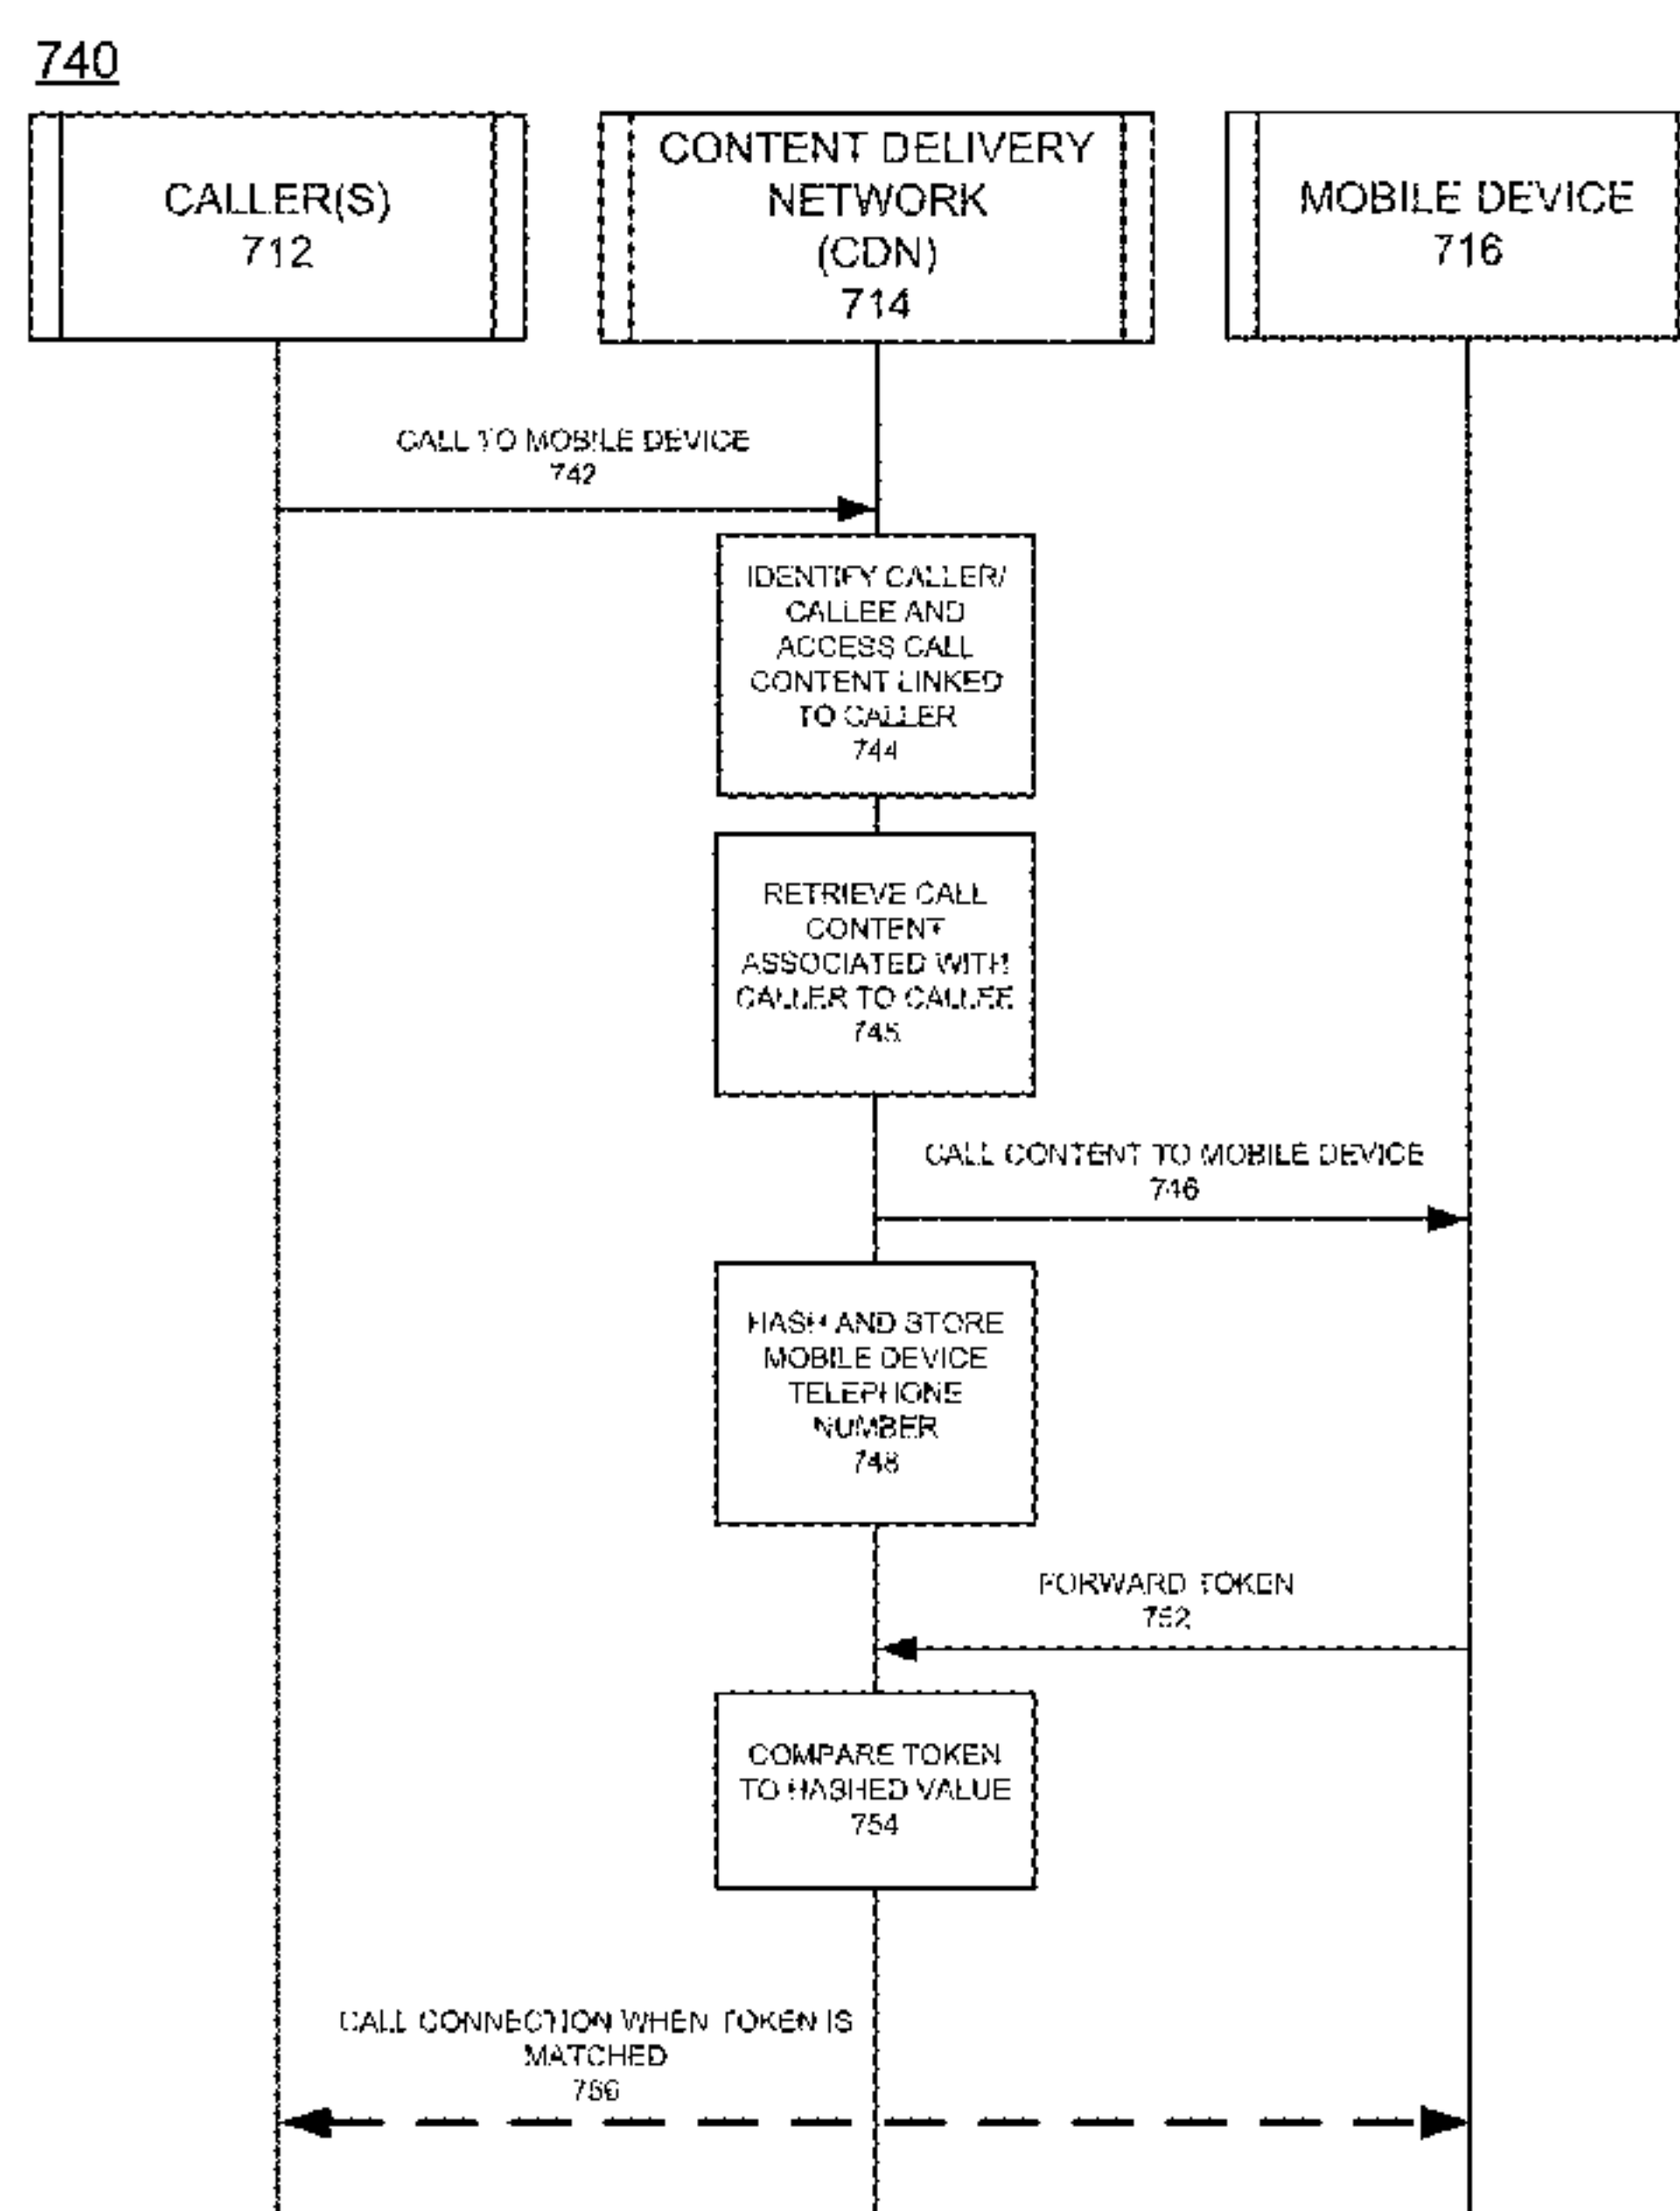 740
CALLER(S)
712
CONTENT DELIVERY
NETWORK
(CDN)
714
MOBILE DEVICE
716
CALL TO MOBILE DEVICE
742
IDENTIFY CALLER/
CALLEE AND
ACCESS CALL
CONTENT LINKED
TO CALLER
744
RETRIEVE CALL
CONTENT
ASSOCIATED WITH
CALLER TO CALLEE
745
CALL CONTENT TO MOBILE DEVICE
746
HASH AND STORE
MOBILE DEVICE
TELEPHONE
NUMBER
748
FORWARD TOKEN
752
COMPARE TOKEN
TO HASHED VALUE
754
CALL CONNECTION WHEN TOKEN IS
MATCHED
756